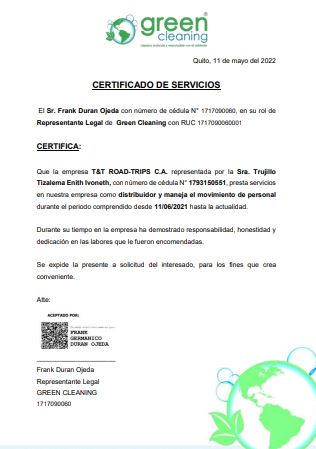 green
cleaning
Limpieza profunda y responsable con el ambiente
Quito, 11 de mayo del 2022
CERTIFICADO DE SERVICIOS
El Sr. Frank Duran Ojeda con número de cédula N° 1717090060, en su rol de
Representante Legal de Green Cleaning con RUC 1717090060001
CERTIFICA:
Que la empresa T&T ROAD-TRIPS C.A. representada por la Sra. Trujillo
Tizalema Enith Ivoneth, con número de cédula N° 1793150551, presta servicios
en nuestra empresa como distribuidor y maneja el movimiento de personal
durante el periodo comprendido desde 11/06/2021 hasta la actualidad.
Durante su tiempo en la empresa ha demostrado responsabilidad, honestidad y
dedicación en las labores que le fueron encomendadas.
Se expide la presente a solicitud del interesado, para los fines que crea
conveniente.
Atte:
ACEPTADO POR:
FRANK
GERMANICO
DURAN OJEDA
Frank Duran Ojeda
Representante Legal
GREEN CLEANING
1717090060